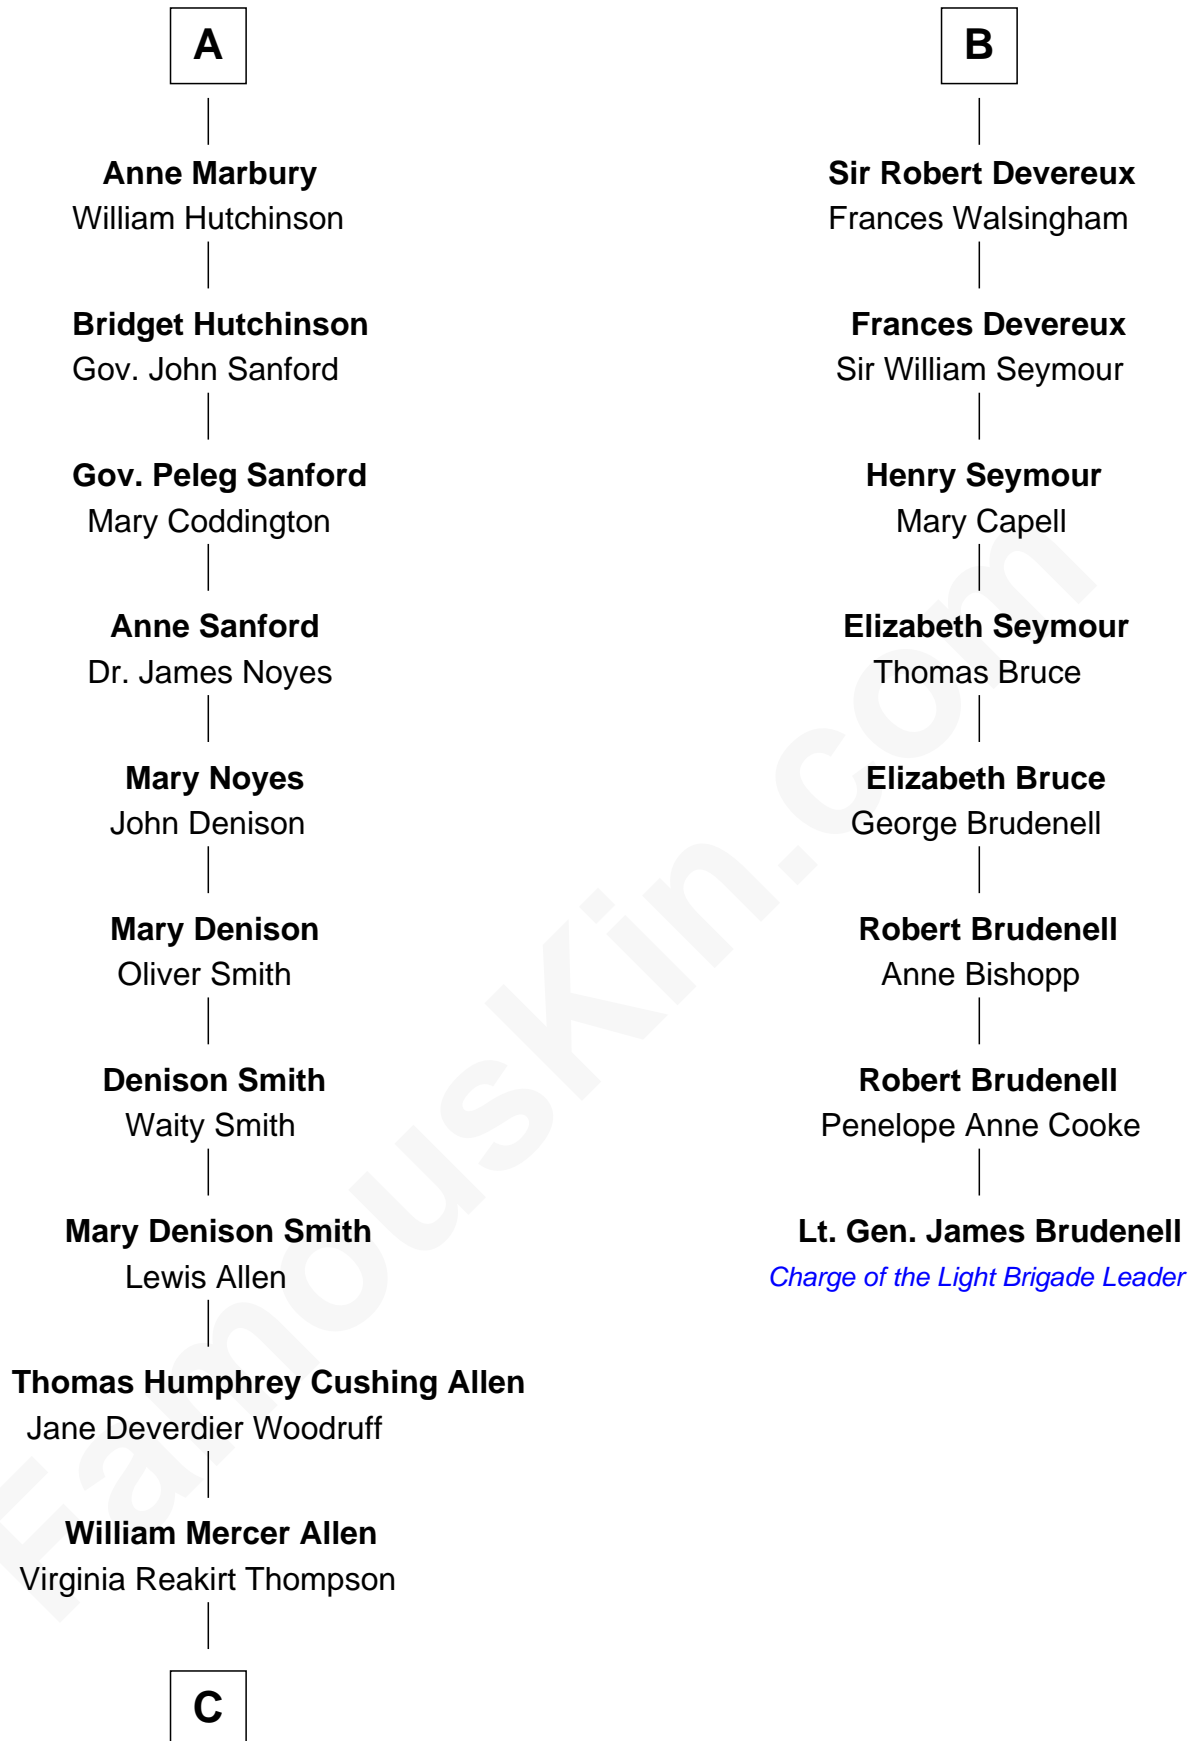 A
Anne Marbury
William Hutchinson
Bridget Hutchinson
Gov. John Sanford
Gov. Peleg Sanford
Mary Coddington
Anne Sanford
Dr. James Noyes
Mary Noyes
John Denison
Mary Denison
Oliver Smith
Denison Smith
Waity Smith
Mary Denison Smith
Lewis Allen
Thomas Humphrey Cushing Allen
Jane Deverdier Woodruff
William Mercer Allen
Virginia Reakirt Thompson
C
B
Sir Robert Devereux
Frances Walsingham
Frances Devereux
Sir William Seymour
Henry Seymour
Mary Capell
Elizabeth Seymour
Thomas Bruce
Elizabeth Bruce
George Brudenell
Robert Brudenell
Anne Bishopp
Robert Brudenell
Penelope Anne Cooke
Lt. Gen. James Brudenell
Charge of the Light Brigade Leader
FamousKin.com